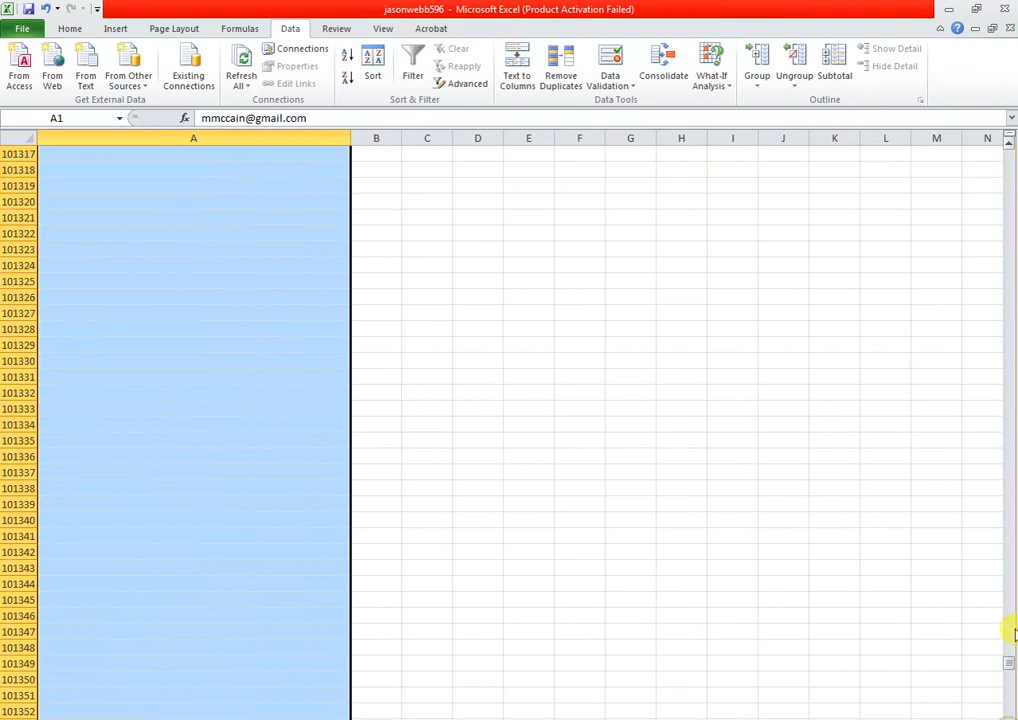 jasonwebb596 - Microsoft Excel (Product Activation Failed)
File Home Insert Page Layout Formulas Data Review View Acrobat
From Access
From Web
From Text
From Other Sources
Existing Connections
Get External Data
Refresh All
Connections
Properties
Edit Links
Connections
Sort
Filter
Clear
Reapply
Advanced
Sort & Filter
Text to Columns
Remove Duplicates
Data Validation
Consolidate
What-If Analysis
Data Tools
Group
Ungroup
Subtotal
Show Detail
Hide Detail
Outline
A1 fx mmccain@gmail.com
A B C D E F G H I J K L M N
101317
101318
101319
101320
101321
101322
101323
101324
101325
101326
101327
101328
101329
101330
101331
101332
101333
101334
101335
101336
101337
101338
101339
101340
101341
101342
101343
101344
101345
101346
101347
101348
101349
101350
101351
101352